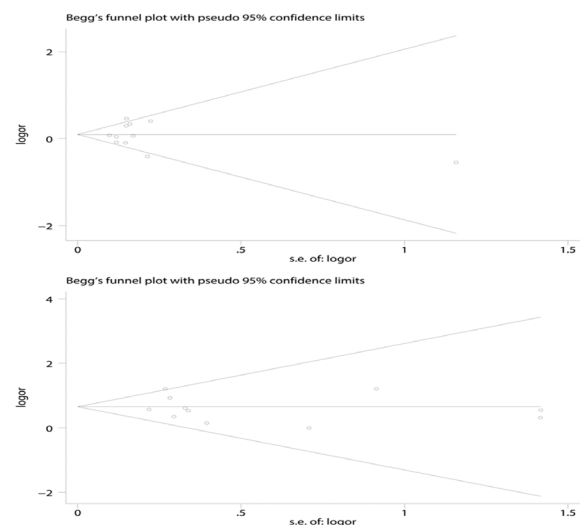 Begg's funnel plot with pseudo 95% confidence limits
2
logor
0
−2
0 .5 1 1.5
s.e. of: logor
Begg's funnel plot with pseudo 95% confidence limits
4
2
logor
0
−2
0 .5 1 1.5
s.e. of: logor